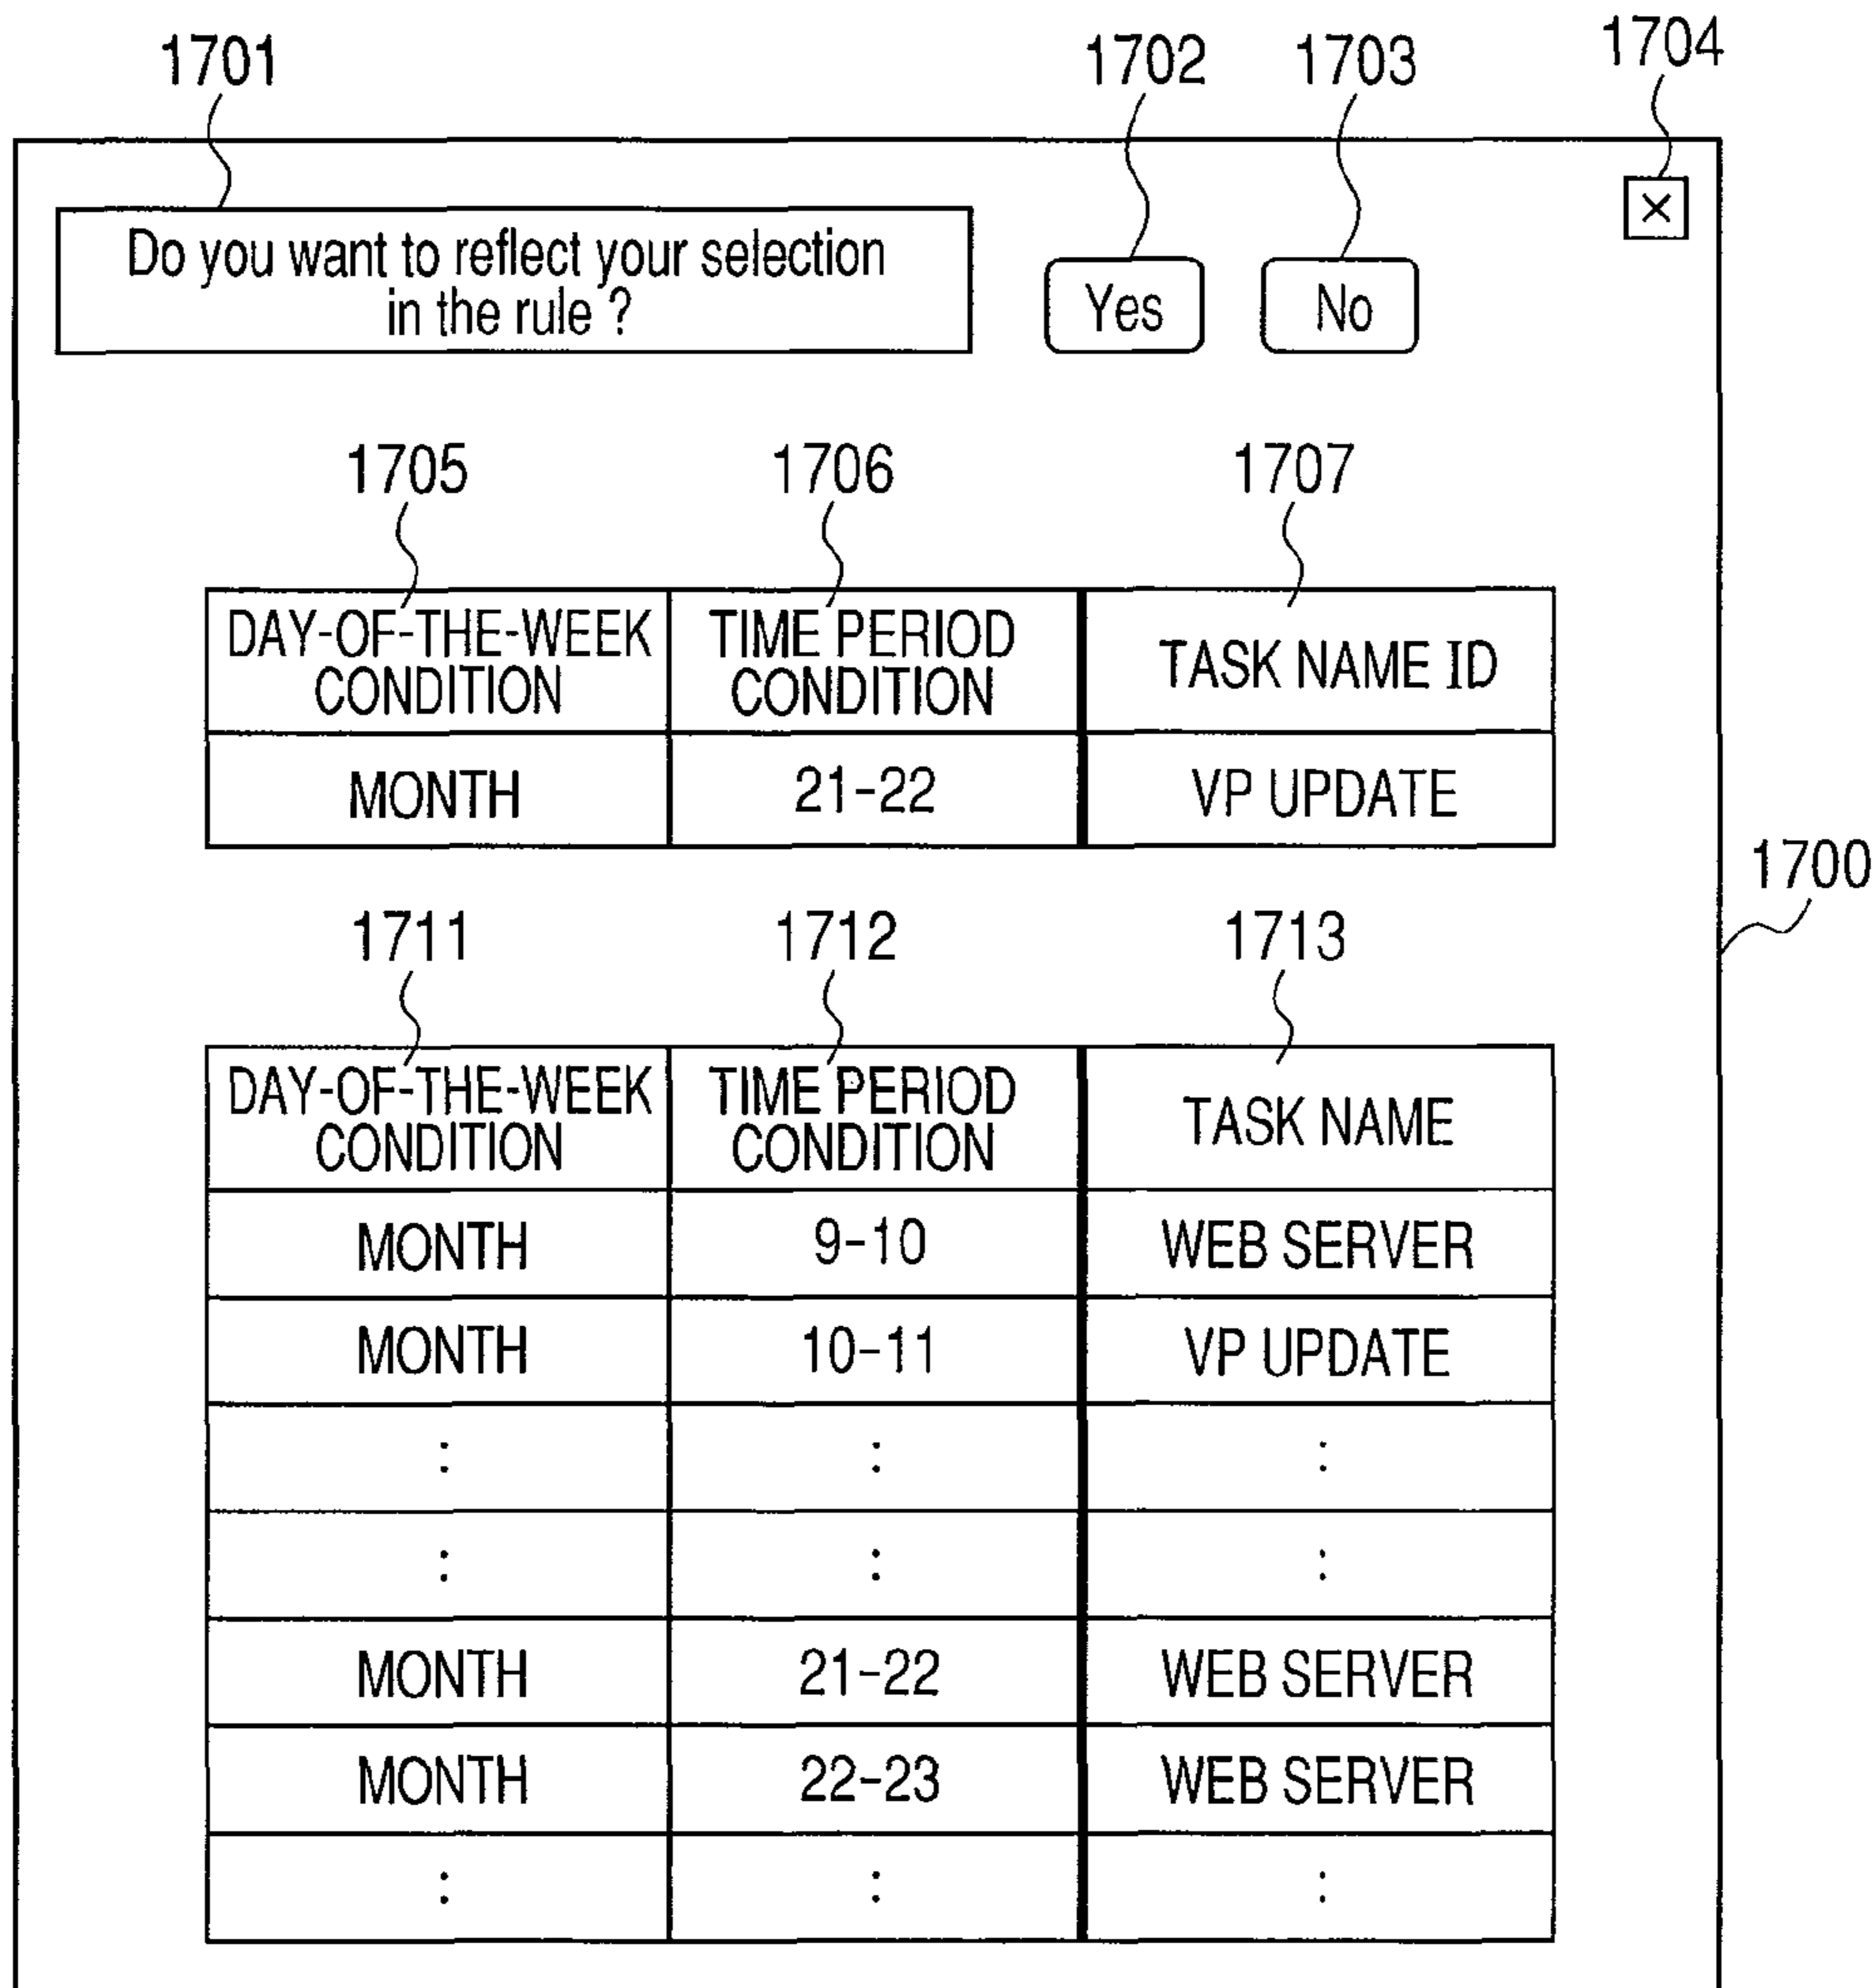 1701
1702
1703
1704
Do you want to reflect your selection
in the rule ?
Yes
No
×
1705
1706
1707
DAY-OF-THE-WEEK
CONDITION
TIME PERIOD
CONDITION
TASK NAME ID
MONTH
21-22
VP UPDATE
1700
1711
1712
1713
DAY-OF-THE-WEEK
CONDITION
TIME PERIOD
CONDITION
TASK NAME
MONTH
9-10
WEB SERVER
MONTH
10-11
VP UPDATE
:
:
:
:
:
:
MONTH
21-22
WEB SERVER
MONTH
22-23
WEB SERVER
:
:
: